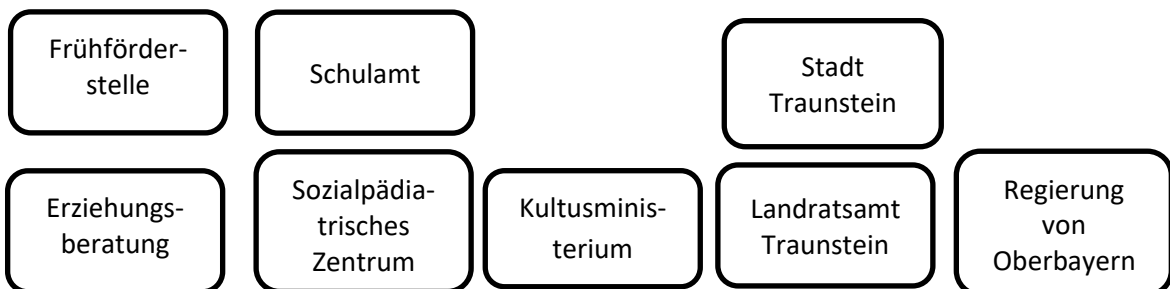 Frühförder-
stelle
Schulamt
Stadt
Traunstein
Erziehungs-
beratung
Sozialpädia-
trisches
Zentrum
Kultusminis-
terium
Landratsamt
Traunstein
Regierung
von
Oberbayern